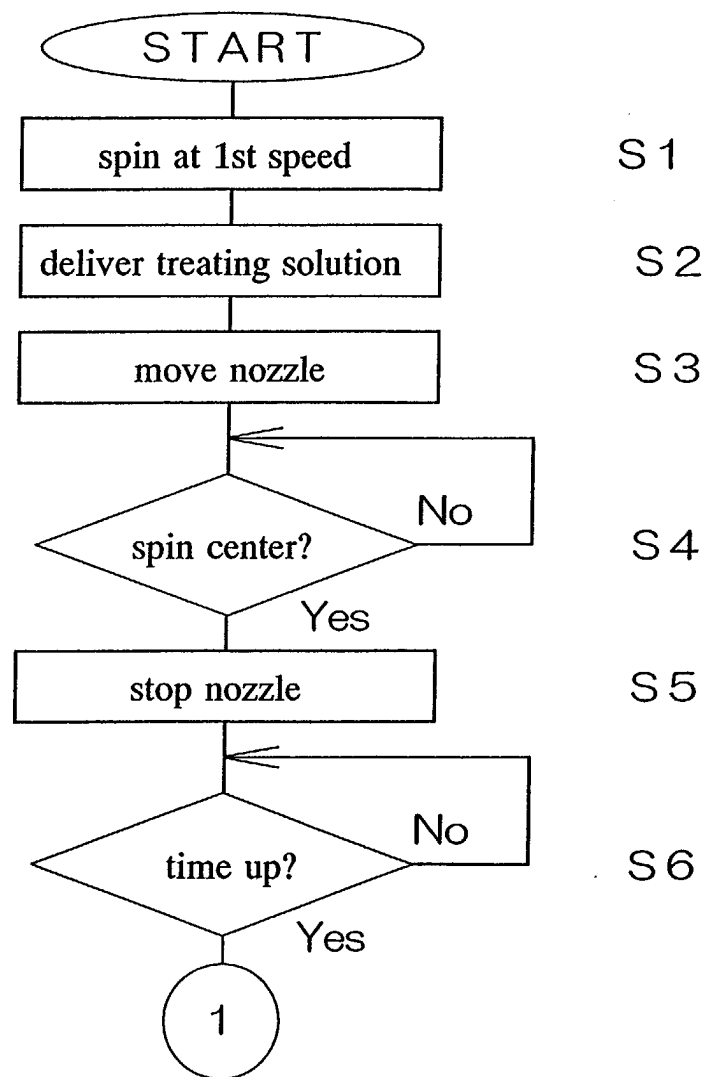 START
spin at 1st speed
S1
deliver treating solution
S2
move nozzle
S3
No
spin center?
S4
Yes
stop nozzle
S5
No
time up?
S6
Yes
1